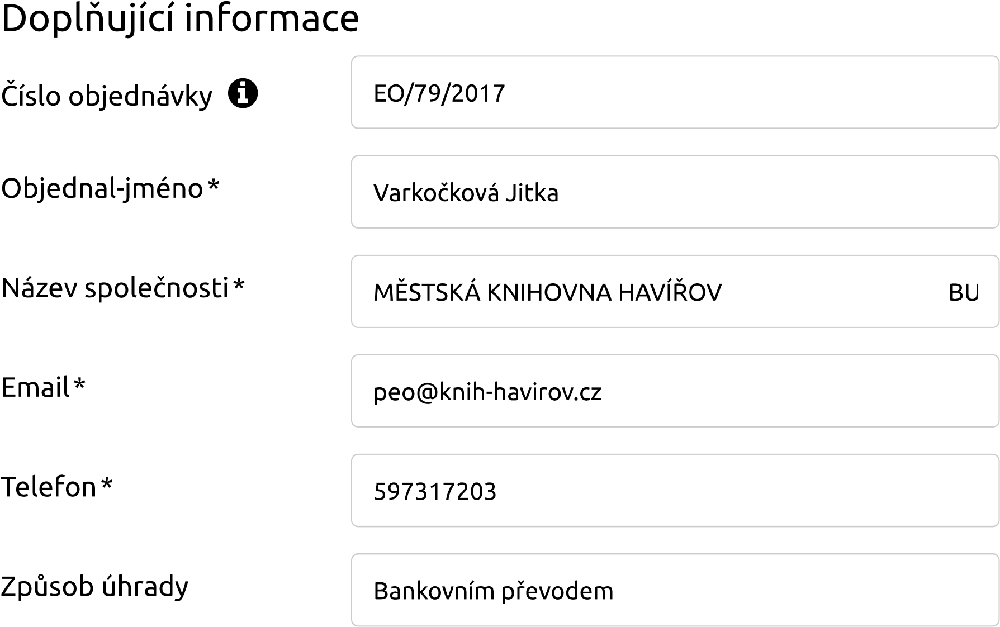 Doplňující informace
Číslo objednávky EO/79/2017
Objednal-jméno * Varkočková Jitka
Název společnosti * MĚSTSKÁ KNIHOVNA HAVÍŘOV BU
Email * peo@knih-havirov.cz
Telefon * 597317203
Způsob úhrady Bankovním převodem